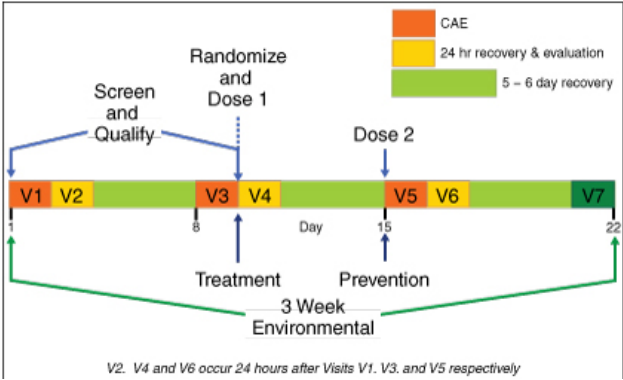 CAE
24 hr recovery & evaluation
5 – 6 day recovery
Randomize
and
Dose 1
Screen
and
Qualify
Dose 2
V1 V2 V3 V4 V5 V6 V7
1 8 Day 15 22
Treatment Prevention
3 Week
Environmental
V2. V4 and V6 occur 24 hours after Visits V1. V3. and V5 respectively